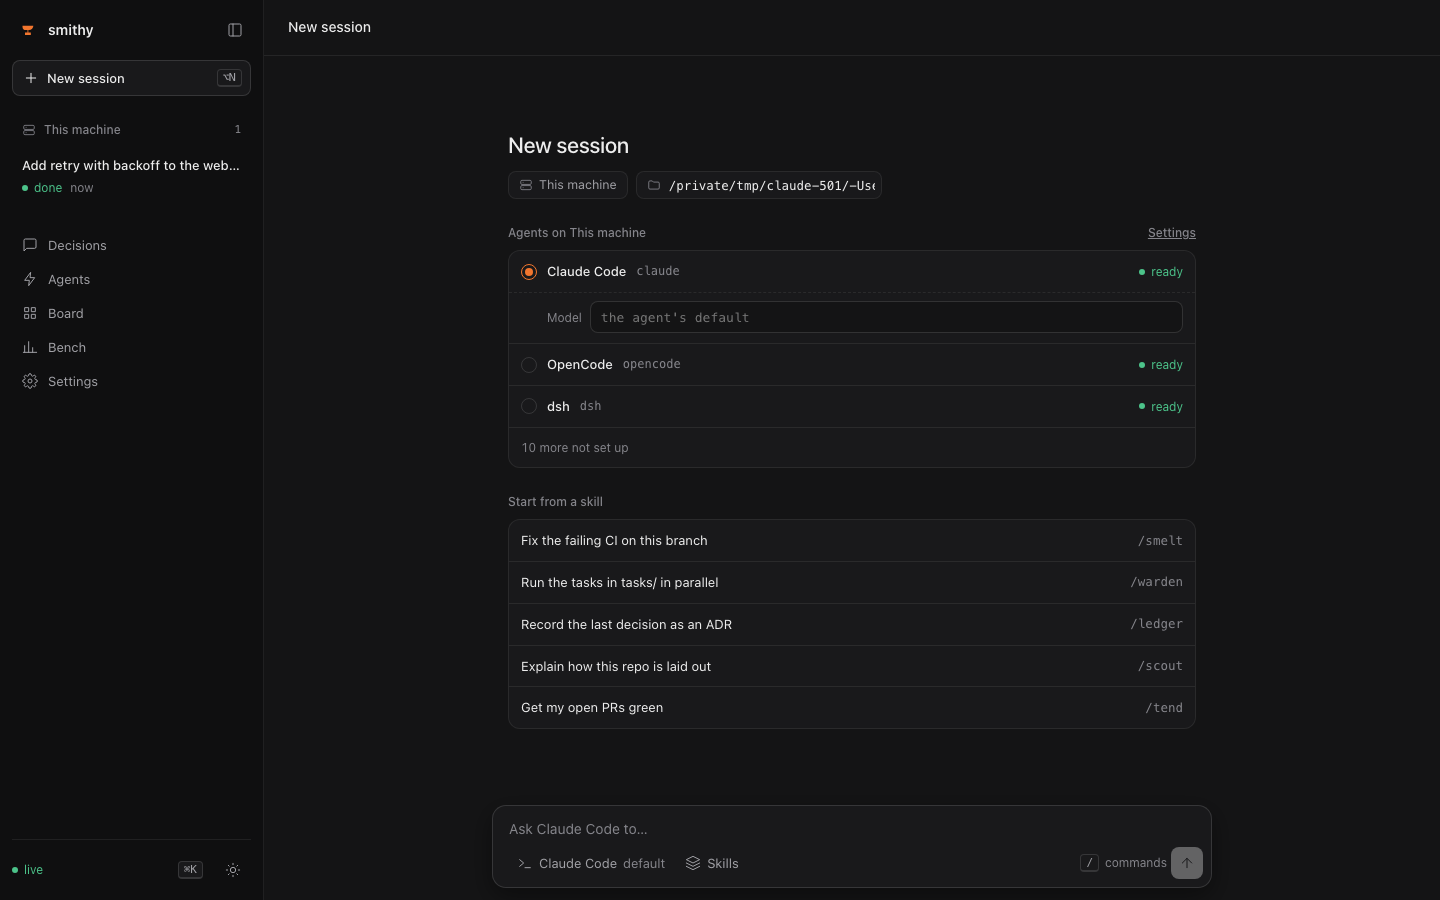 smithy
New session
New session ⌥N
This machine 1
Add retry with backoff to the web...
done now
Decisions
Agents
Board
Bench
Settings
live ⌘K
New session
This machine /private/tmp/claude-501/-Use
Agents on This machine Settings
Claude Code claude ready
Model the agent's default
OpenCode opencode ready
dsh dsh ready
10 more not set up
Start from a skill
Fix the failing CI on this branch /smelt
Run the tasks in tasks/ in parallel /warden
Record the last decision as an ADR /ledger
Explain how this repo is laid out /scout
Get my open PRs green /tend
Ask Claude Code to...
>_ Claude Code default Skills / commands